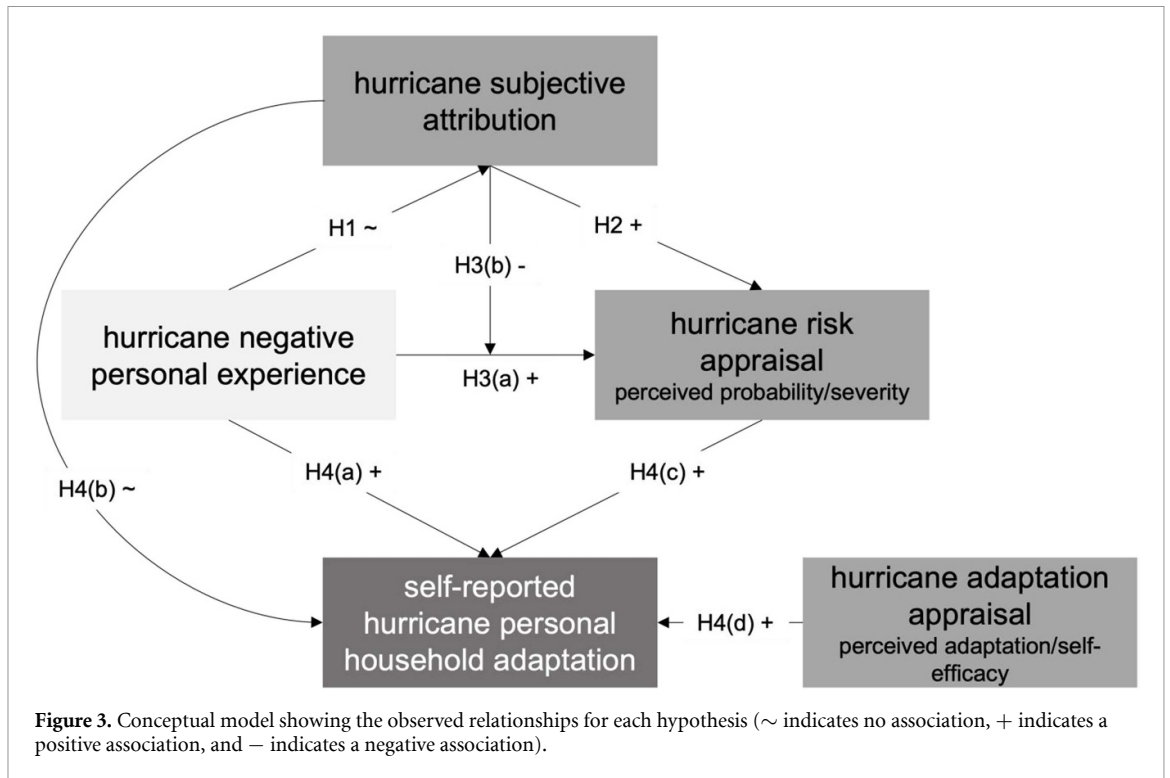 hurricane subjective
attribution
H1 ~
H2 +
H3(b) -
hurricane negative
personal experience
H3(a) +
hurricane risk
appraisal
perceived probability/severity
H4(a) +
H4(c) +
H4(b) ~
self-reported
hurricane personal
household adaptation
H4(d) +
hurricane adaptation
appraisal
perceived adaptation/self-
efficacy
Figure 3. Conceptual model showing the observed relationships for each hypothesis (∼ indicates no association, + indicates a
positive association, and − indicates a negative association).